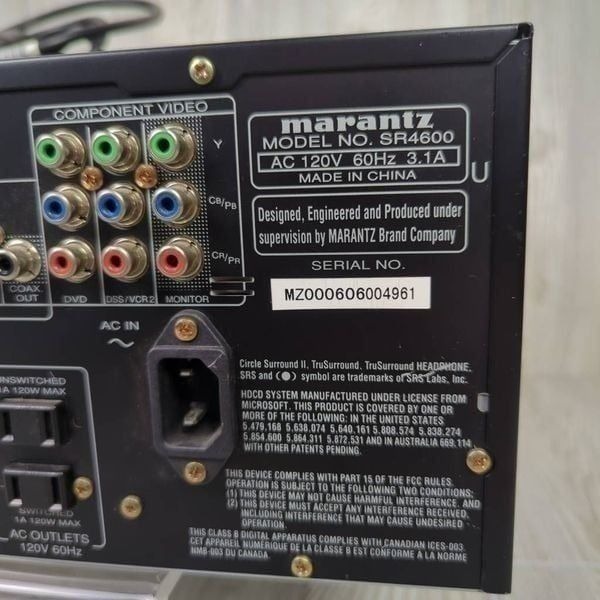 COMPONENT VIDEO
Y
CB/PB
CR/PR
COAX
OUT
DVD
DSS/VCR 2
MONITOR
marantz
MODEL NO. SR4600
AC 120V 60Hz 3.1A
MADE IN CHINA
U
Designed, Engineered and Produced under
supervision by MARANTZ Brand Company
SERIAL NO.
MZ000606004961
AC IN
Circle Surround II, TruSurround, TruSurround HEADPHONE,
SRS and (●) symbol are trademarks of SRS Labs, Inc.
HDCD SYSTEM MANUFACTURED UNDER LICENSE FROM
MICROSOFT. THIS PRODUCT IS COVERED BY ONE OR
MORE OF THE FOLLOWING: IN THE UNITED STATES
5.479.168 5.638.074 5.640.161 5.808.574 5.838.274
5.854.600 5.864.311 5.872.531 AND IN AUSTRALIA 669.114
WITH OTHER PATENTS PENDING.
THIS DEVICE COMPLIES WITH PART 15 OF THE FCC RULES.
OPERATION IS SUBJECT TO THE FOLLOWING TWO CONDITIONS:
(1) THIS DEVICE MAY NOT CAUSE HARMFUL INTERFERENCE. AND
(2) THIS DEVICE MUST ACCEPT ANY INTERFERENCE RECEIVED,
INCLUDING INTERFERENCE THAT MAY CAUSE UNDESIRED
OPERATION.
THIS CLASS B DIGITAL APPARATUS COMPLIES WITH CANADIAN ICES-003.
CET APPAREIL NUMERIQUE DE LA CLASSE B EST CONFORME A LA NORME
NMB-003 DU CANADA.
UNSWITCHED
1A 120W MAX
SWITCHED
1A 120W MAX
AC OUTLETS
120V 60Hz